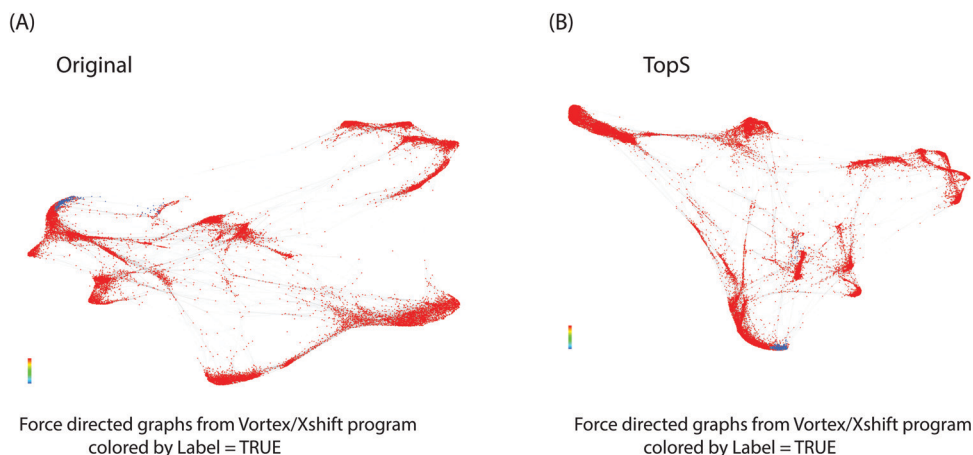 (A)
Original
Force directed graphs from Vortex/Xshift program
colored by Label = TRUE
(B)
TopS
Force directed graphs from Vortex/Xshift program
colored by Label = TRUE